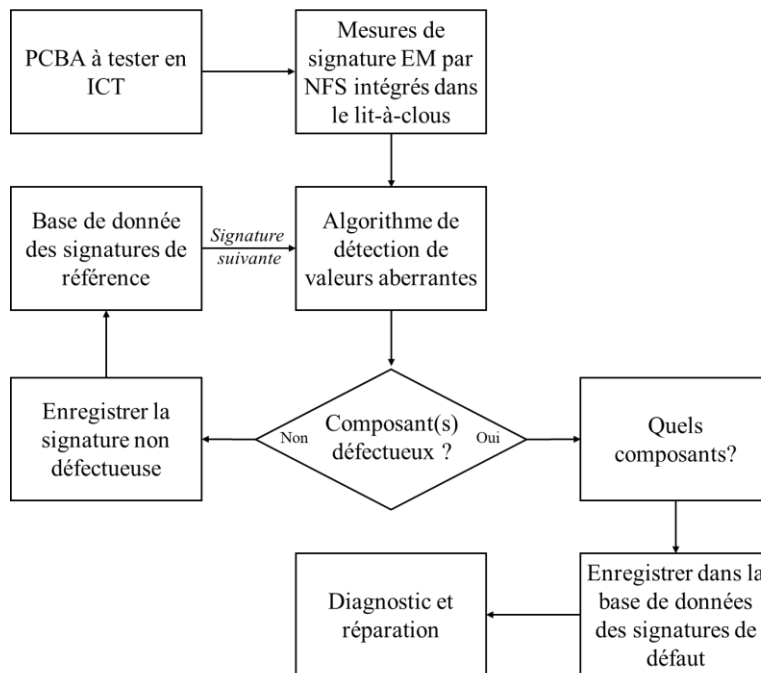 PCBA à tester en
ICT
Mesures de
signature EM par
NFS intégrés dans
le lit-à-clous
Base de donnée
des signatures de
référence
Signature
suivante
Algorithme de
détection de
valeurs aberrantes
Enregistrer la
signature non
défectueuse
Non
Composant(s)
défectueux ?
Oui
Quels
composants?
Diagnostic et
réparation
Enregistrer dans la
base de données
des signatures de
défaut